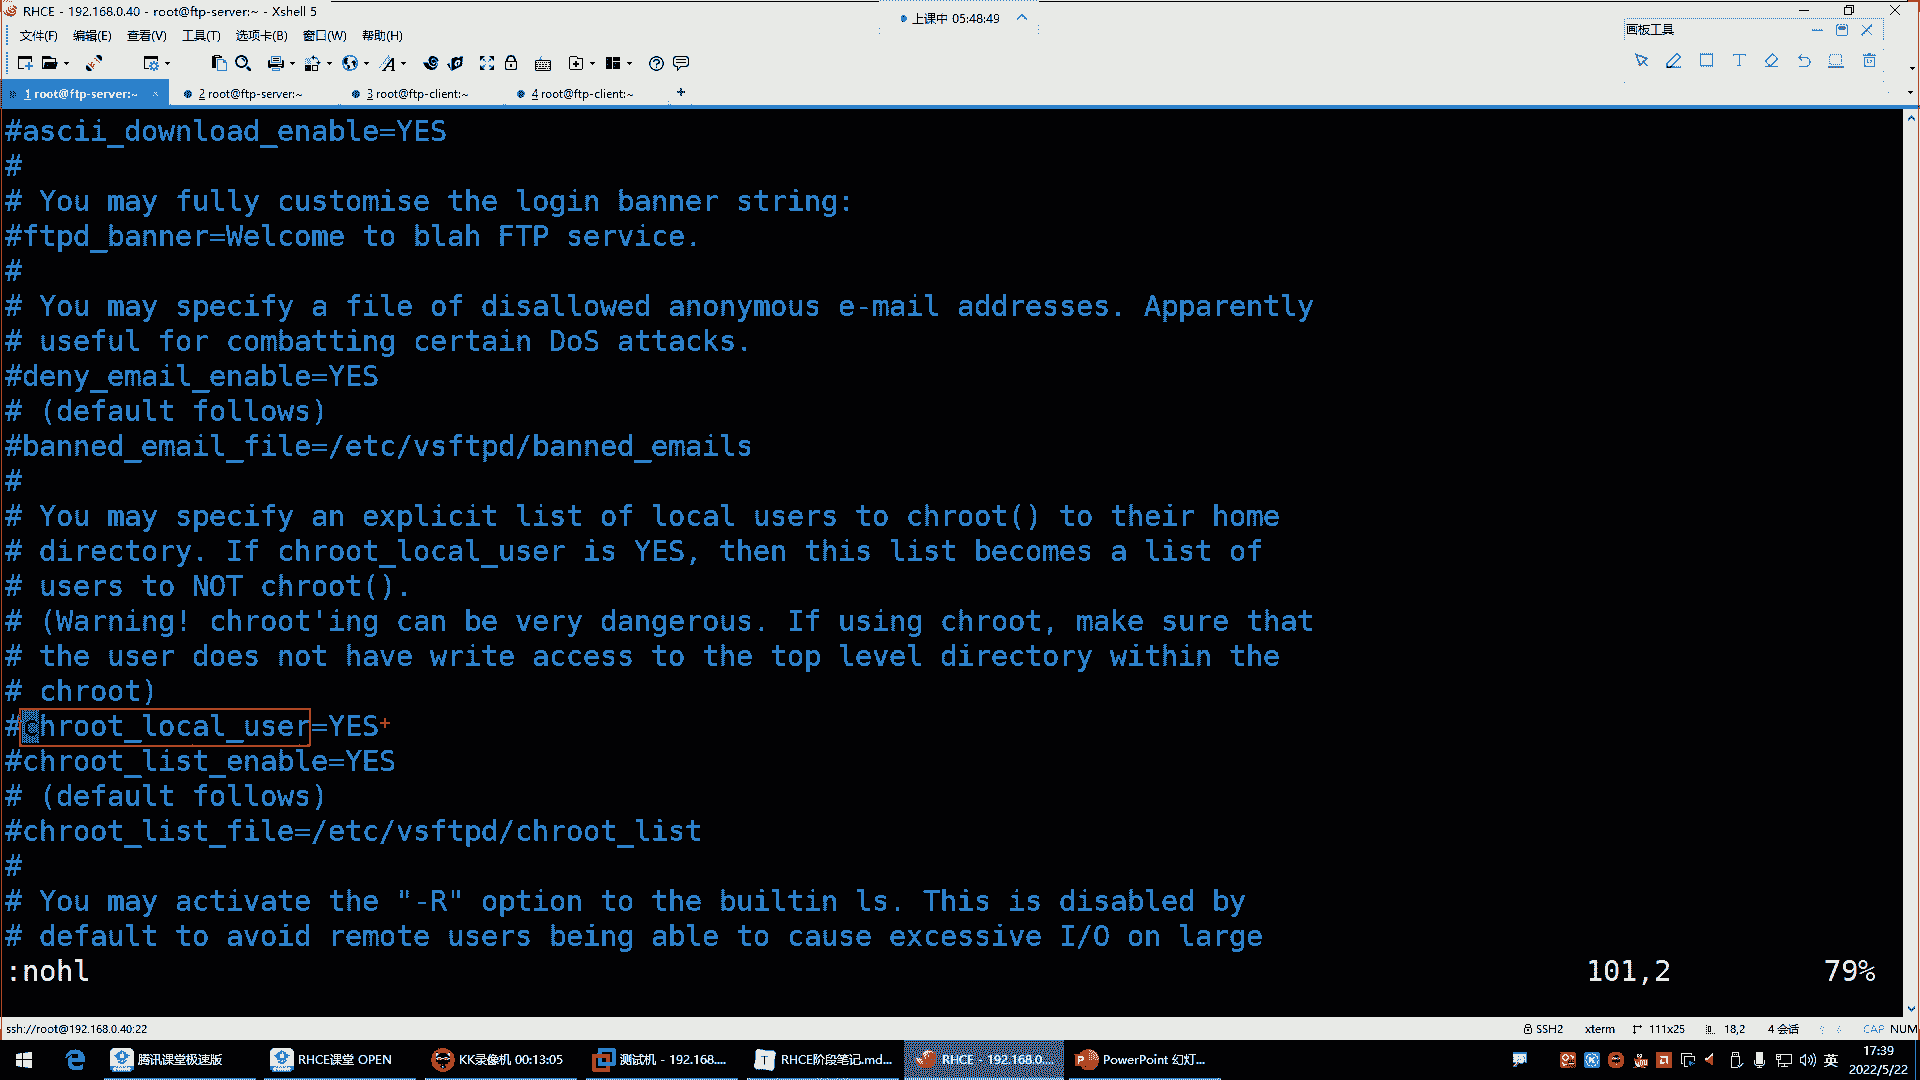 RHCE - 192.168.0.40 - root@ftp-server:~ - Xshell 5
上课中 05:48:49
文件(F) 编辑(E) 查看(V) 工具(T) 选项卡(B) 窗口(W) 帮助(H)
画板工具
1 root@ftp-server:~ × 2 root@ftp-server:~ 3 root@ftp-client:~ 4 root@ftp-client:~ +
#ascii_download_enable=YES
#
# You may fully customise the login banner string:
#ftpd_banner=Welcome to blah FTP service.
#
# You may specify a file of disallowed anonymous e-mail addresses. Apparently
# useful for combatting certain DoS attacks.
#deny_email_enable=YES
# (default follows)
#banned_email_file=/etc/vsftpd/banned_emails
#
# You may specify an explicit list of local users to chroot() to their home
# directory. If chroot_local_user is YES, then this list becomes a list of
# users to NOT chroot().
# (Warning! chroot'ing can be very dangerous. If using chroot, make sure that
# the user does not have write access to the top level directory within the
# chroot)
#chroot_local_user=YES
#chroot_list_enable=YES
# (default follows)
#chroot_list_file=/etc/vsftpd/chroot_list
#
# You may activate the "-R" option to the builtin ls. This is disabled by
# default to avoid remote users being able to cause excessive I/O on large
:nohl 101,2 79%
ssh://root@192.168.0.40:22 SSH2 xterm 111x25 18,2 4 会话 CAP NUM
腾讯课堂极速版 RHCE课堂 OPEN KK录像机 00:13:05 测试机 - 192.168.... RHCE阶段笔记.md... RHCE - 192.168.0.... PowerPoint 幻灯... 英 17:39
2022/5/22